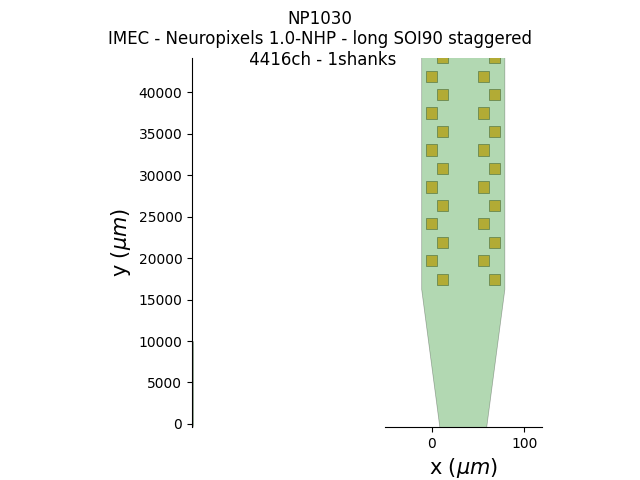 NP1030
IMEC - Neuropixels 1.0-NHP - long SOI90 staggered
4416ch - 1shanks
40000
35000
30000
25000
20000
15000
10000
5000
0
y (μm)
0 100
x (μm)